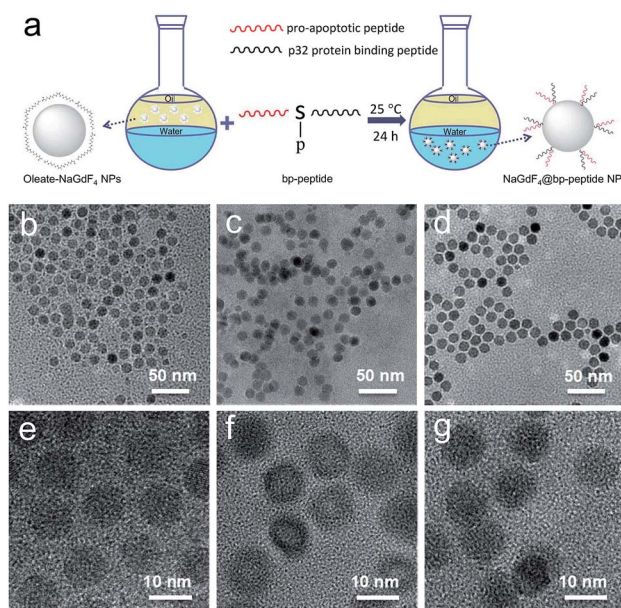 a
pro-apoptotic peptide
p32 protein binding peptide
Oil
Water
+
S
p
25 °C
24 h
Oil
Water
Oleate-NaGdF₄ NPs
bp-peptide
NaGdF₄@bp-peptide NP
b
c
d
50 nm
50 nm
50 nm
e
f
g
10 nm
10 nm
10 nm